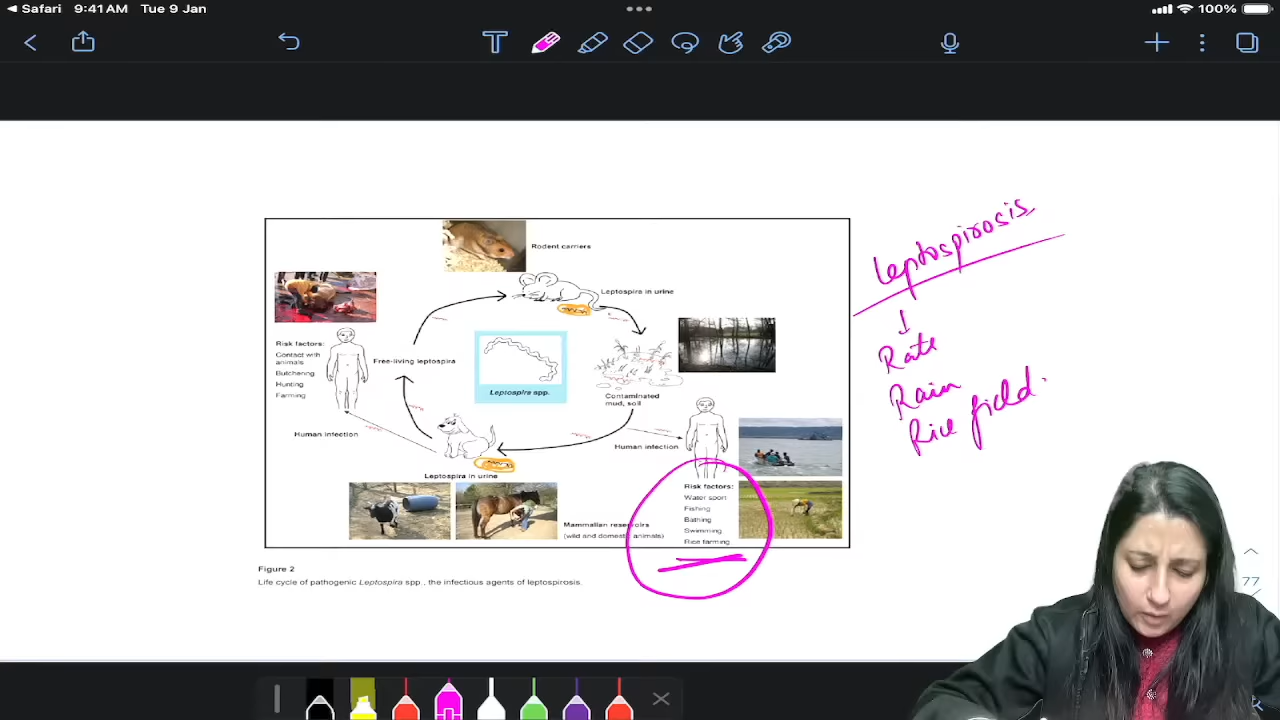 Safari 9:41 AM Tue 9 Jan
100%
T
Rodent carriers
Leptospira in urine
Risk factors:
Contact with
animals
Butchering
Hunting
Farming
Free-living leptospira
Leptospira spp.
Contaminated
mud, soil
Human infection
Human infection
Leptospira in urine
Mammalian reservoirs
(wild and domestic animals)
Risk factors:
Water sport
Fishing
Bathing
Swimming
Rice farming
Figure 2
Life cycle of pathogenic Leptospira spp., the infectious agents of leptospirosis.
Leptospirosis
↓
Rate
Rain
Rice field.
77